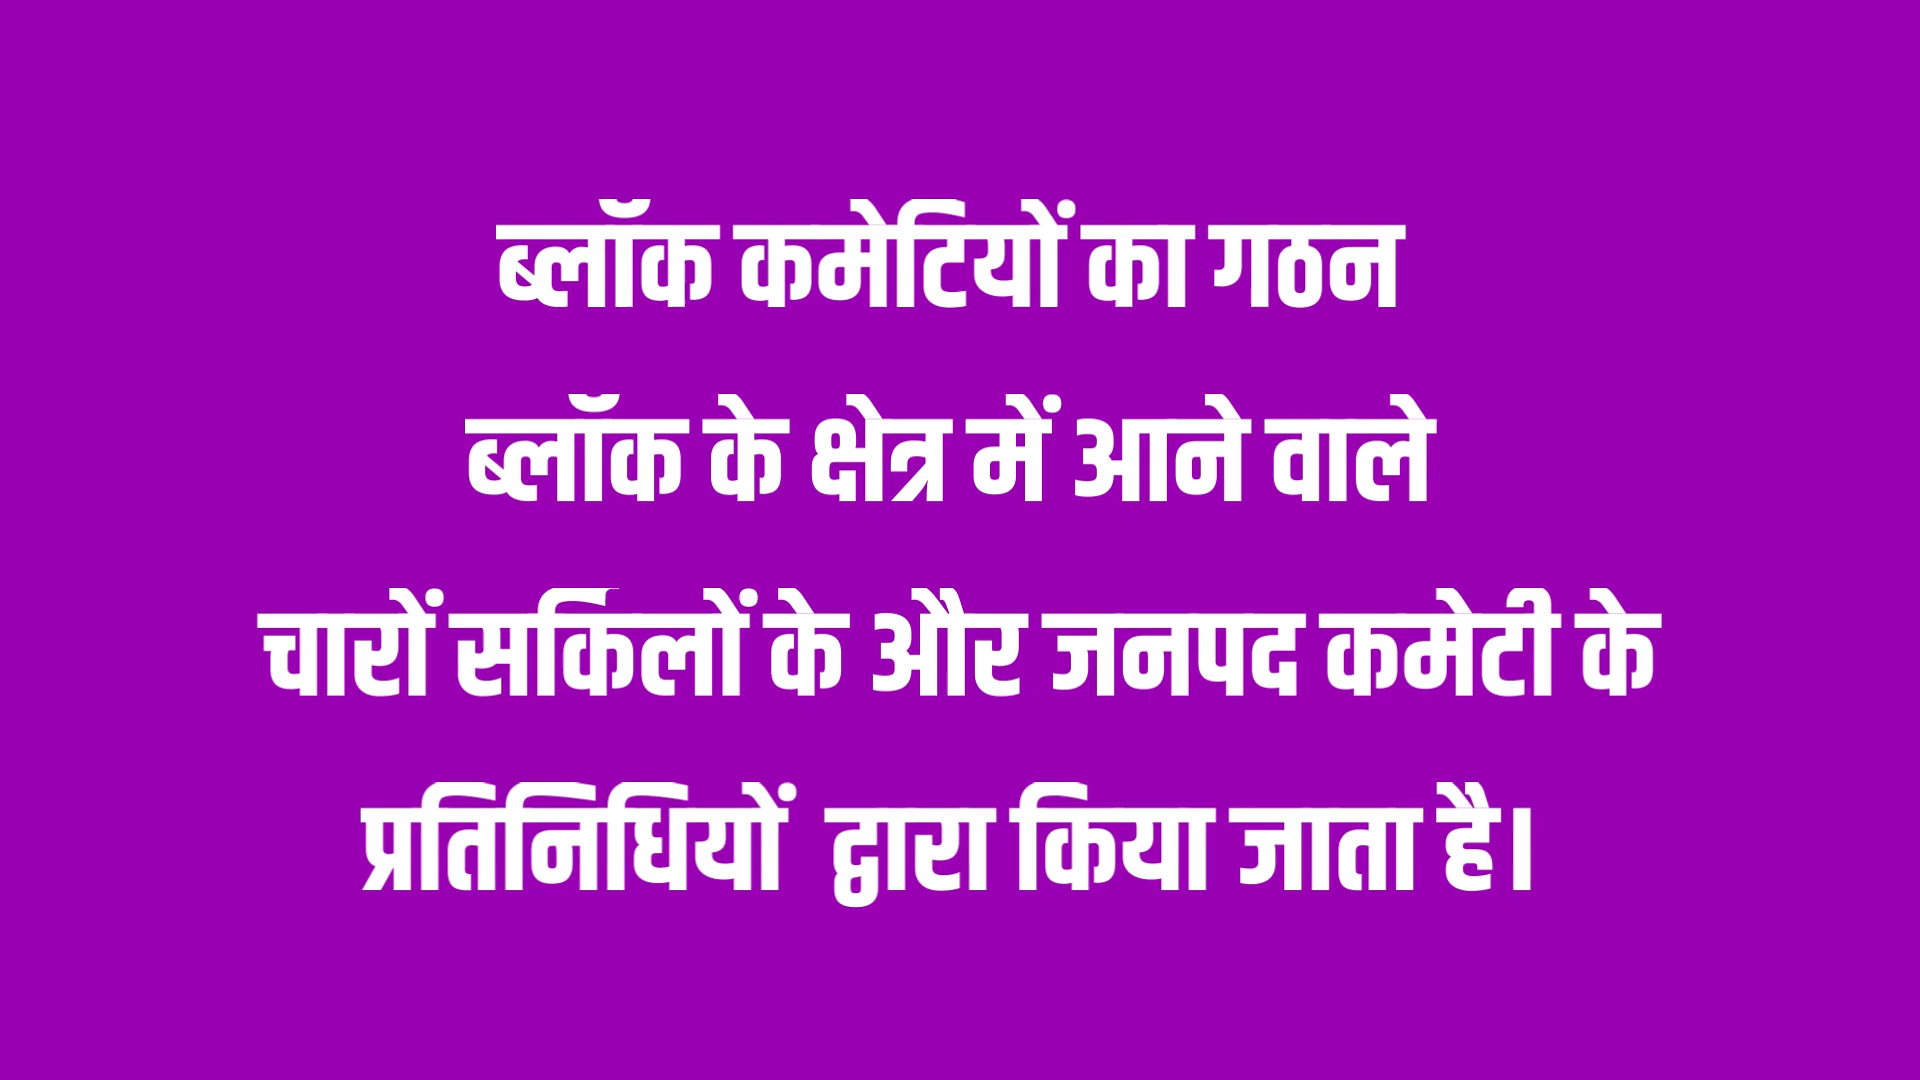 ब्लॉक कमेटियों का गठन
ब्लॉक के क्षेत्र में आने वाले
चारों सर्किलों के और जनपद कमेटी के
प्रतिनिधियों द्वारा किया जाता है।